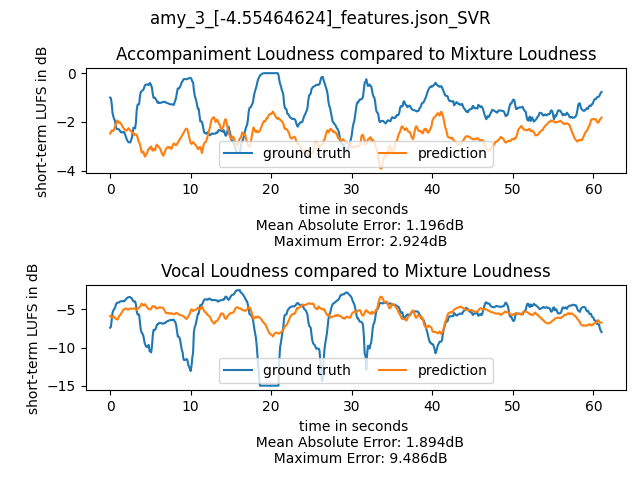 amy_3_[-4.55464624]_features.json_SVR
Accompaniment Loudness compared to Mixture Loudness
short-term LUFS in dB
0
−2
−4
ground truth
prediction
0 10 20 30 40 50 60
time in seconds
Mean Absolute Error: 1.196dB
Maximum Error: 2.924dB
Vocal Loudness compared to Mixture Loudness
short-term LUFS in dB
−5
−10
−15
ground truth
prediction
0 10 20 30 40 50 60
time in seconds
Mean Absolute Error: 1.894dB
Maximum Error: 9.486dB